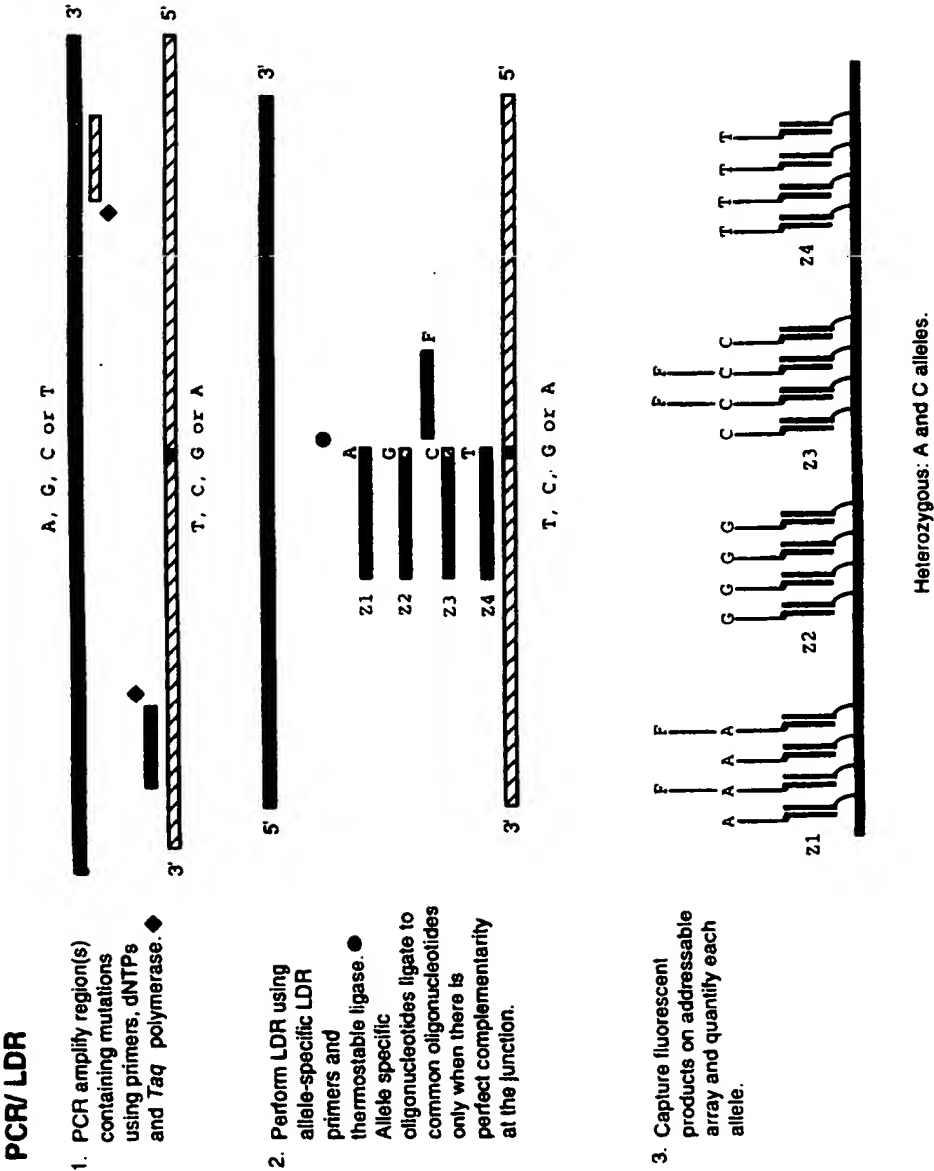 PCR/ LDR
1. PCR amplify region(s)
containing mutations
using primers, dNTPs
and Taq polymerase.◆
A, G, C or T
3'
3'
5'
T, C, G or A
2. Perform LDR using
allele-specific LDR
primers and
thermostable ligase.●
Allele specific
oligonucleotides ligate to
common oligonucleotides
only when there is
perfect complementarity
at the junction.
5'
3'
Z1 A
Z2 G
F
Z3 C
Z4 T
3'
5'
T, C, G or A
3. Capture fluorescent
products on addressable
array and quantify each
allele.
F F F F
A A A A G G G G C C C C T T T T
Z1 Z2 Z3 Z4
Heterozygous: A and C alleles.